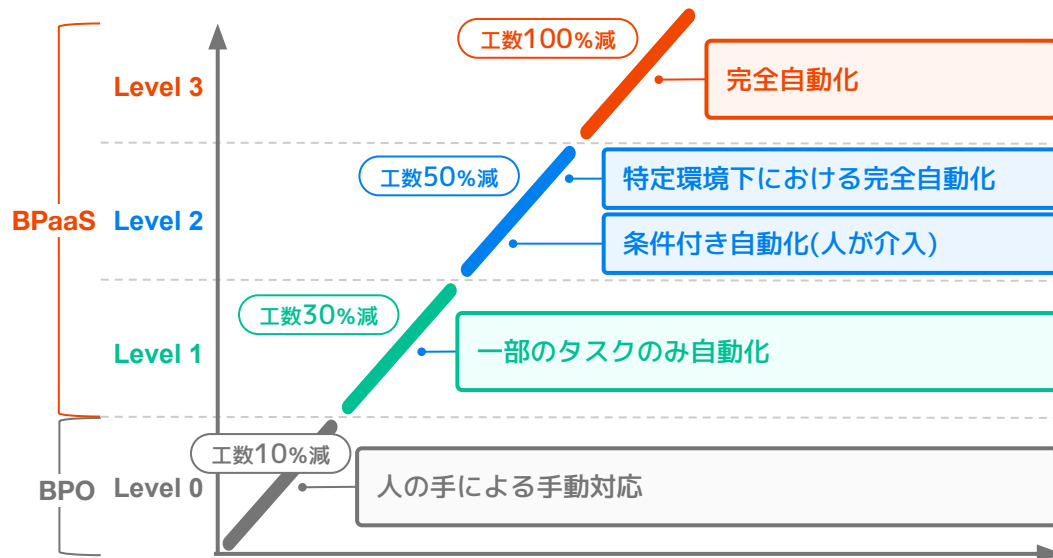 工数100%減
Level 3
完全自動化
工数50%減
特定環境下における完全自動化
BPaaS
Level 2
条件付き自動化(人が介入)
工数30%減
Level 1
一部のタスクのみ自動化
工数10%減
BPO
Level 0
人の手による手動対応